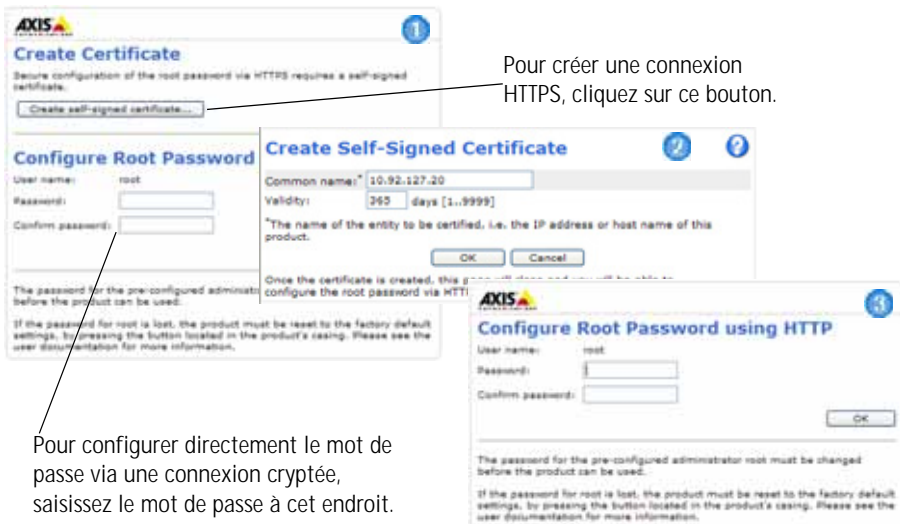 AXIS
1
Create Certificate
Secure configuration of the root password via HTTPS requires a self-signed
certificate.
Create self-signed certificate...
Pour créer une connexion
HTTPS, cliquez sur ce bouton.
Configure Root Password
User name: root
Password:
Confirm password:
The password for the pre-configured administ
before the product can be used.
If the password for root is lost, the product must be reset to the factory default
settings, by pressing the button located in the product's casing. Please see the
user documentation for more information.
Create Self-Signed Certificate
2
?
Common name:* 10.92.127.20
Validity: 365 days [1..9999]
*The name of the entity to be certified, i.e. the IP address or host name of this
product.
OK Cancel
Once the certificate is created, this page will close and you will be able to
configure the root password via HTT
AXIS
3
Configure Root Password using HTTP
User name: root
Password:
Confirm password:
OK
The password for the pre-configured administrator root must be changed
before the product can be used.
If the password for root is lost, the product must be reset to the factory default
settings, by pressing the button located in the product's casing. Please see the
user documentation for more information.
Pour configurer directement le mot de
passe via une connexion cryptée,
saisissez le mot de passe à cet endroit.